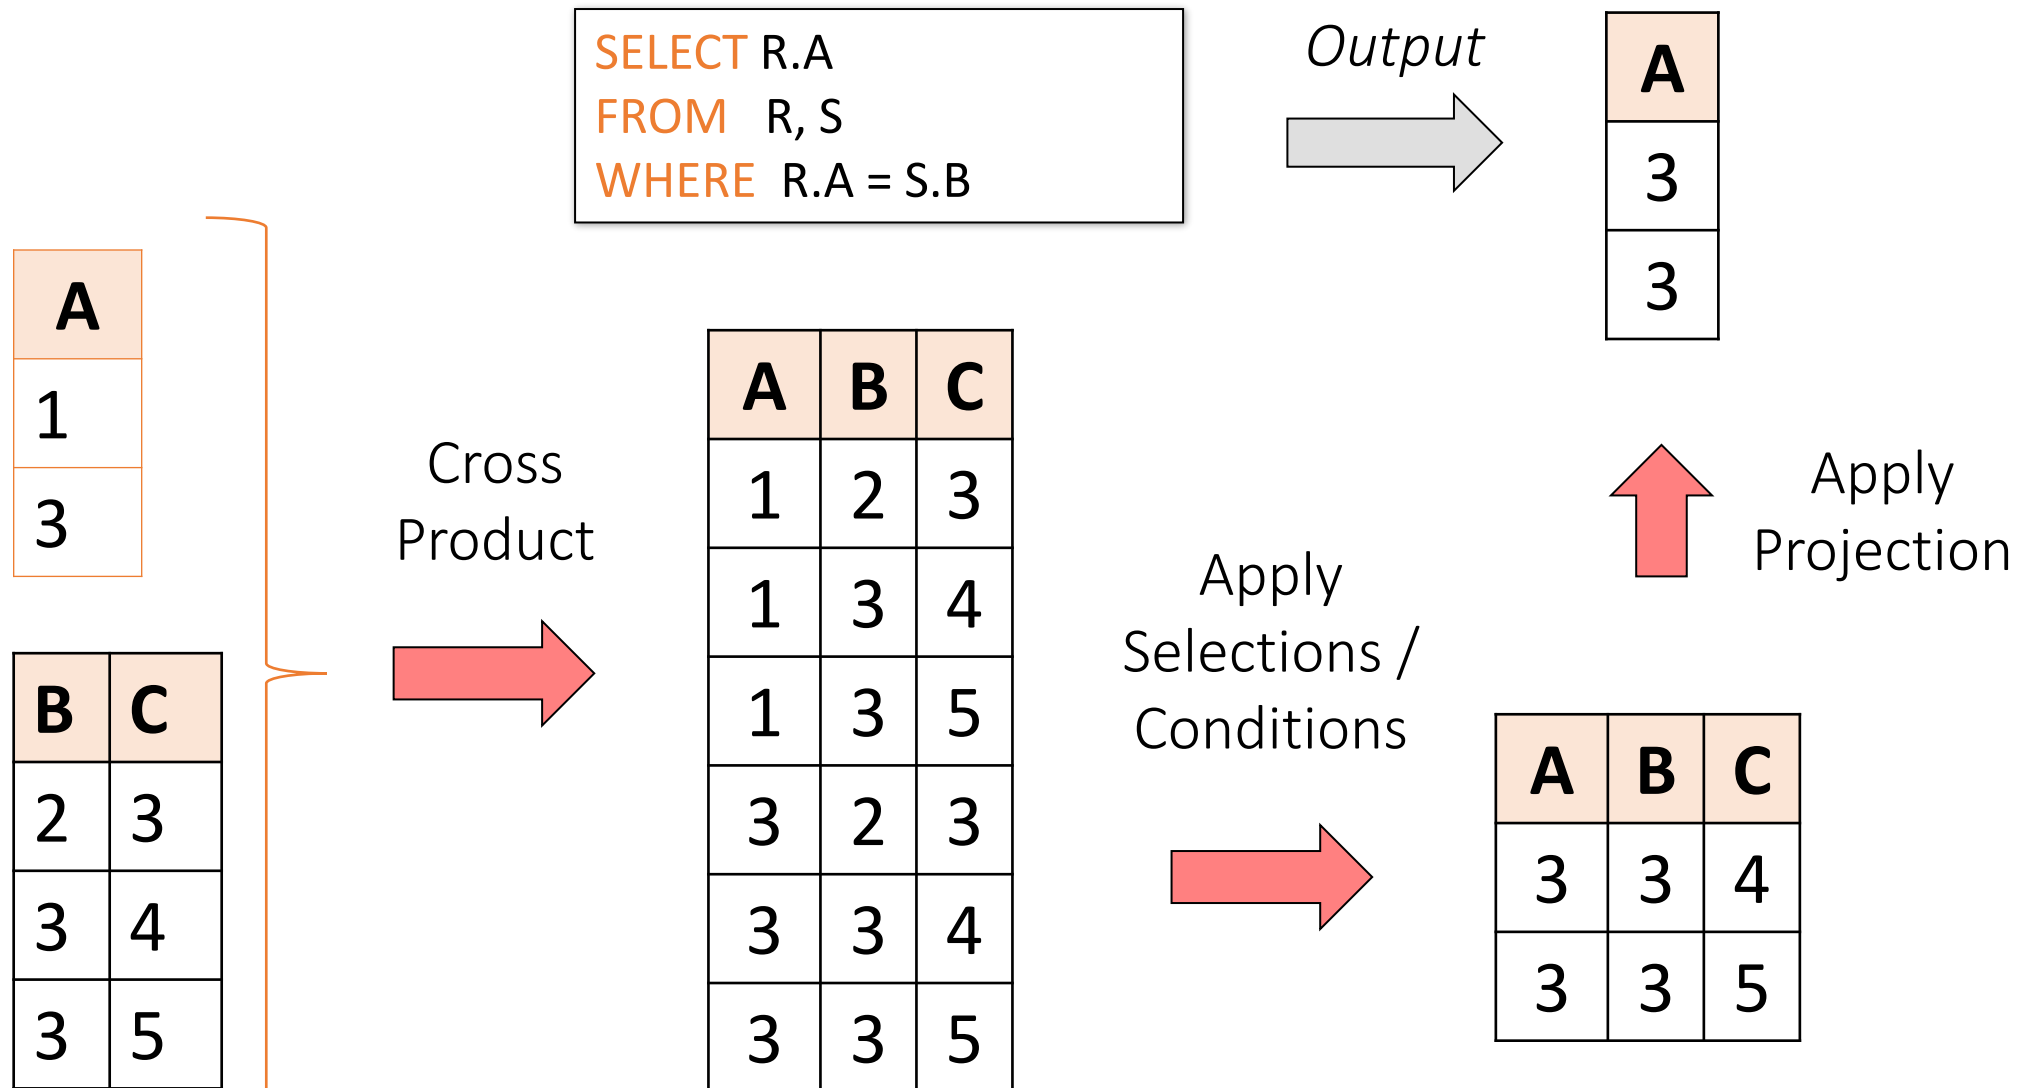 SELECT R.A
FROM R, S
WHERE R.A = S.B
Output
A
3
3
A
1
3
B C
2 3
3 4
3 5
Cross
Product
A B C
1 2 3
1 3 4
1 3 5
3 2 3
3 3 4
3 3 5
Apply
Selections /
Conditions
A B C
3 3 4
3 3 5
Apply
Projection